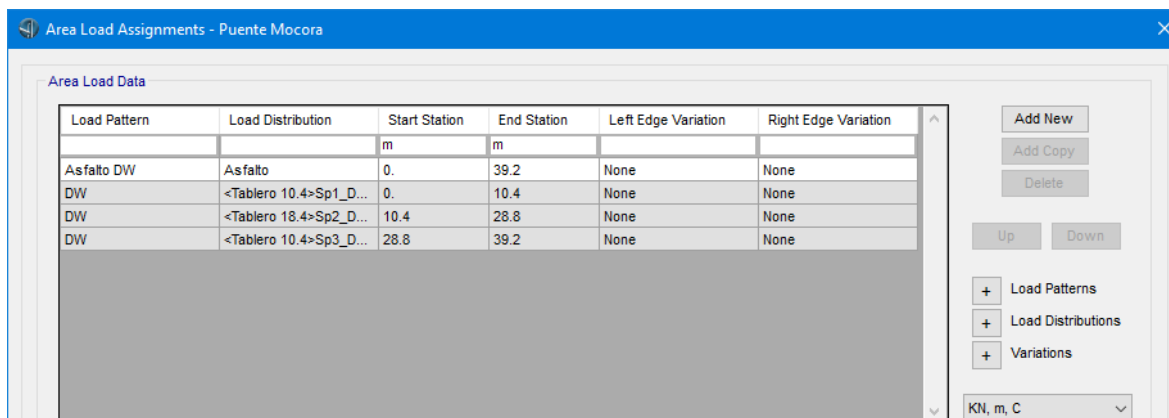 Area Load Assignments - Puente Mocora
Area Load Data
Load Pattern Load Distribution Start Station End Station Left Edge Variation Right Edge Variation
m m
Asfalto DW Asfalto 0. 39.2 None None
DW <Tablero 10.4>Sp1_D... 0. 10.4 None None
DW <Tablero 18.4>Sp2_D... 10.4 28.8 None None
DW <Tablero 10.4>Sp3_D... 28.8 39.2 None None
Add New
Add Copy
Delete
Up Down
+ Load Patterns
+ Load Distributions
+ Variations
KN, m, C